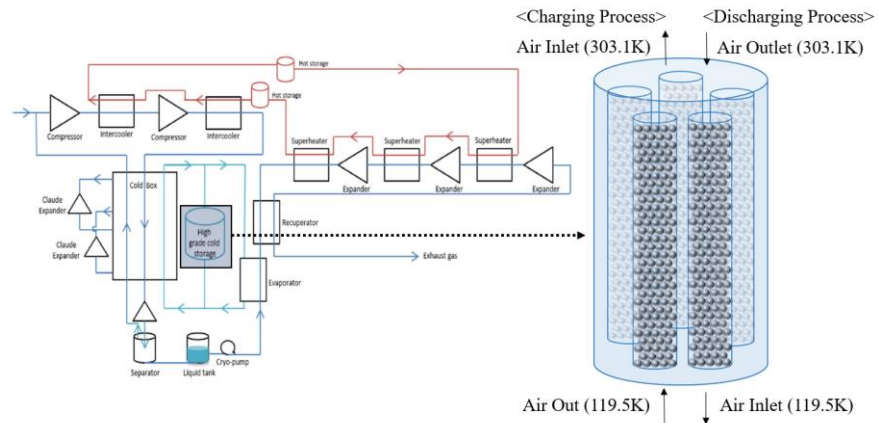 <Charging Process>
<Discharging Process>
Air Inlet (303.1K)
Air Outlet (303.1K)
Hot storage
Hot storage
Compressor
Intercooler
Compressor
Intercooler
Superheater
Superheater
Superheater
Expander
Expander
Expander
Cold Box
Claude
Expander
Claude
Expander
High
grade cold
storage
Recuperator
Exhaust gas
Evaporator
Separator
Liquid tank
Cryo-pump
Air Out (119.5K)
Air Inlet (119.5K)